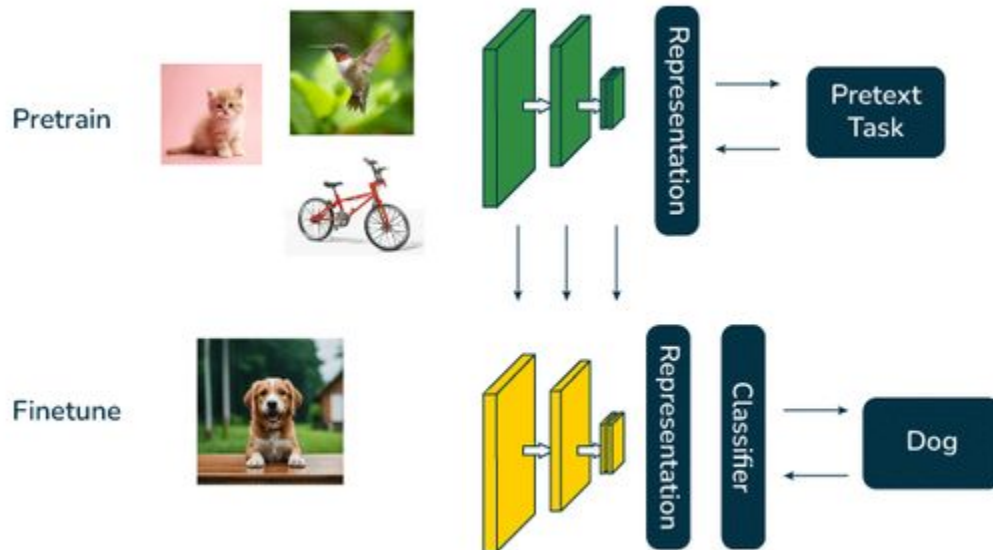 Pretrain
Representation
Pretext
Task
Finetune
Representation
Classifier
Dog